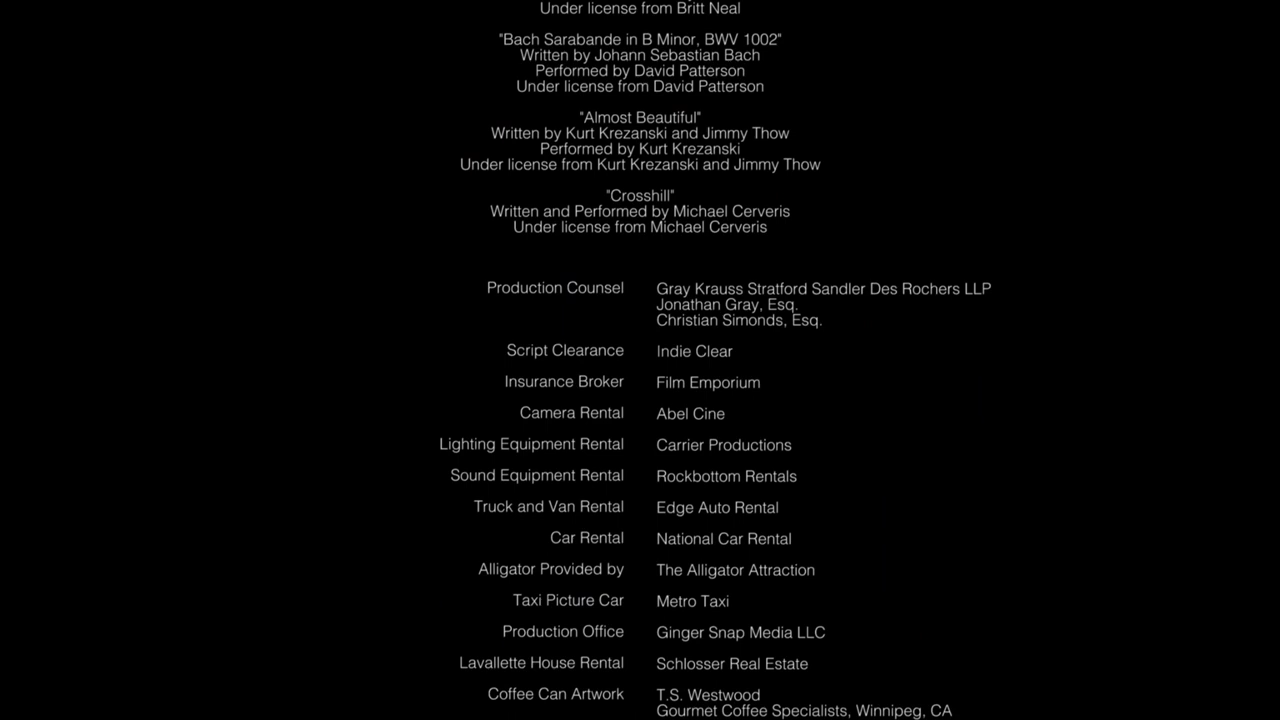 Under license from Britt Neal
"Bach Sarabande in B Minor, BWV 1002"
Written by Johann Sebastian Bach
Performed by David Patterson
Under license from David Patterson
"Almost Beautiful"
Written by Kurt Krezanski and Jimmy Thow
Performed by Kurt Krezanski
Under license from Kurt Krezanski and Jimmy Thow
"Crosshill"
Written and Performed by Michael Cerveris
Under license from Michael Cerveris
Production Counsel Gray Krauss Stratford Sandler Des Rochers LLP
Jonathan Gray, Esq.
Christian Simonds, Esq.
Script Clearance Indie Clear
Insurance Broker Film Emporium
Camera Rental Abel Cine
Lighting Equipment Rental Carrier Productions
Sound Equipment Rental Rockbottom Rentals
Truck and Van Rental Edge Auto Rental
Car Rental National Car Rental
Alligator Provided by The Alligator Attraction
Taxi Picture Car Metro Taxi
Production Office Ginger Snap Media LLC
Lavallette House Rental Schlosser Real Estate
Coffee Can Artwork T.S. Westwood
Gourmet Coffee Specialists, Winnipeg, CA